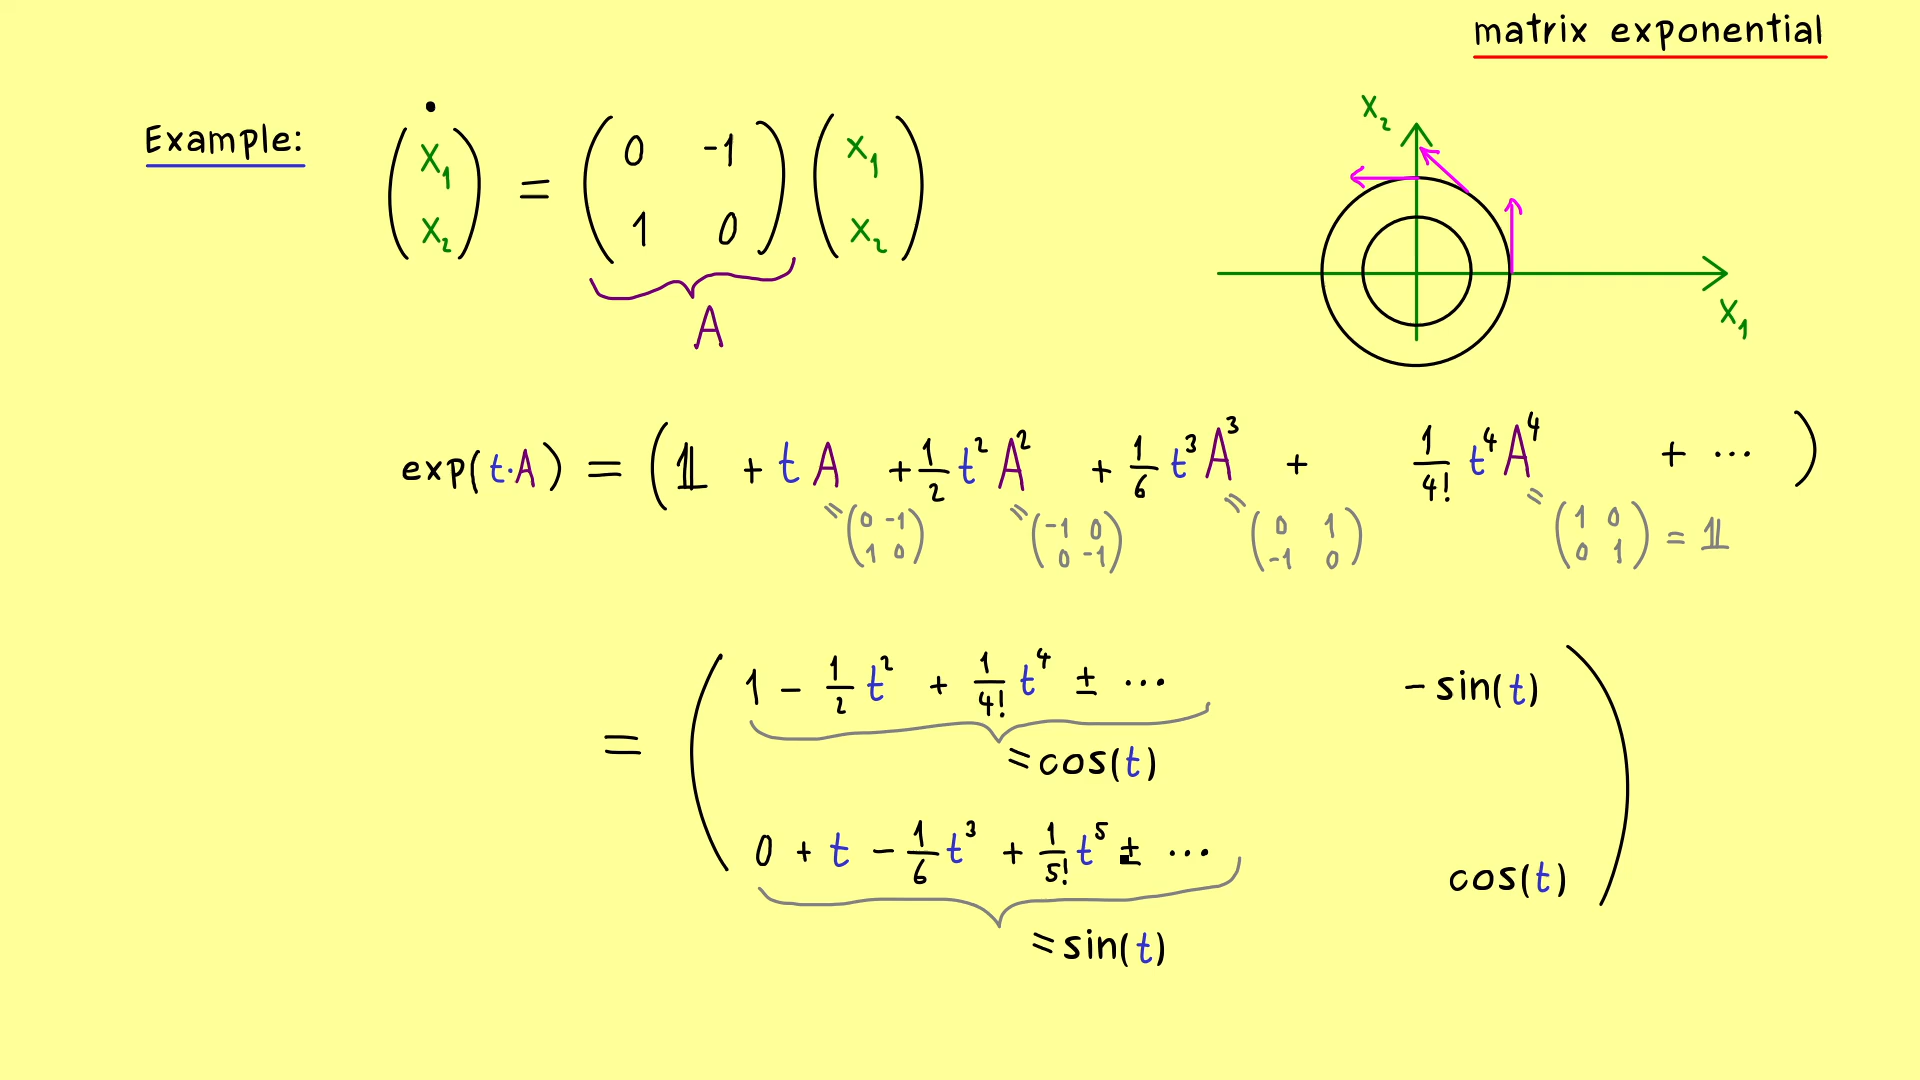 matrix exponential
Example: (ẋ₁ x₂) = (0 -1 1 0) (x₁ x₂)
A
x₂
x₁
exp(t·A) = (𝟙 + t A + 1/2 t² A² + 1/6 t³ A³ + 1/4! t⁴ A⁴ + ⋯)
= (0 -1 1 0) = (-1 0 0 -1) = (0 1 -1 0) = (1 0 0 1) = 𝟙
= ( 1 - 1/2 t² + 1/4! t⁴ ± ⋯ - sin(t)
= cos(t)
0 + t - 1/6 t³ + 1/5! t⁵ ± ⋯ cos(t) )
= sin(t)